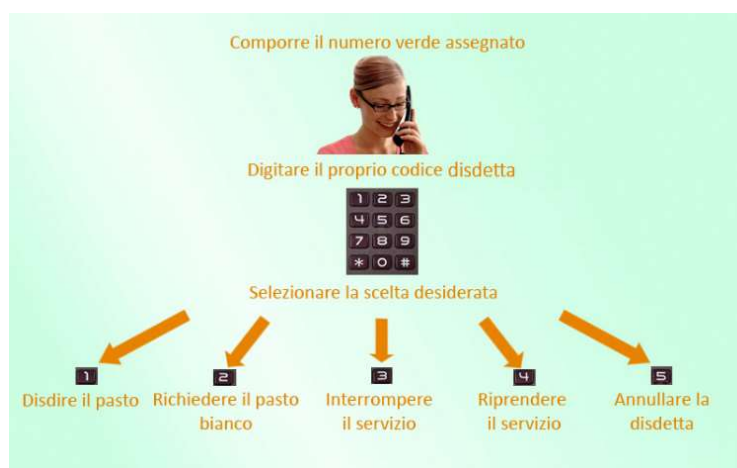 Comporre il numero verde assegnato
Digitare il proprio codice disdetta
1 2 3
4 5 6
7 8 9
* 0 #
Selezionare la scelta desiderata
1
Disdire il pasto
2
Richiedere il pasto
bianco
3
Interrompere
il servizio
4
Riprendere
il servizio
5
Annullare la
disdetta